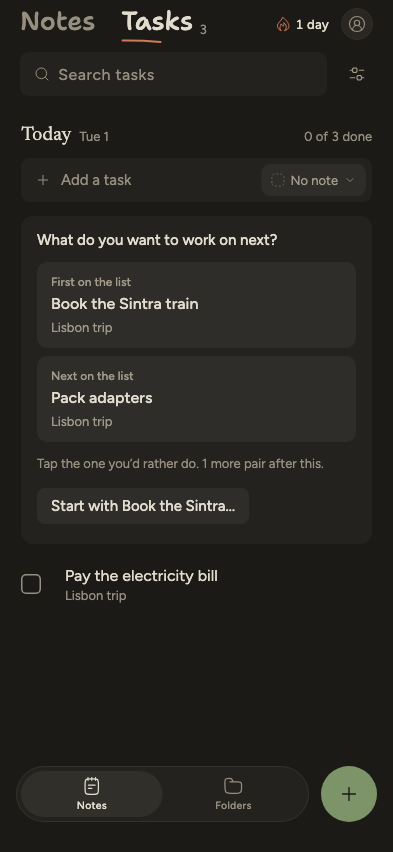 Notes Tasks 3 1 day
Search tasks
Today Tue 1 0 of 3 done
Add a task No note
What do you want to work on next?
First on the list
Book the Sintra train
Lisbon trip
Next on the list
Pack adapters
Lisbon trip
Tap the one you’d rather do. 1 more pair after this.
Start with Book the Sintra...
Pay the electricity bill
Lisbon trip
Notes Folders